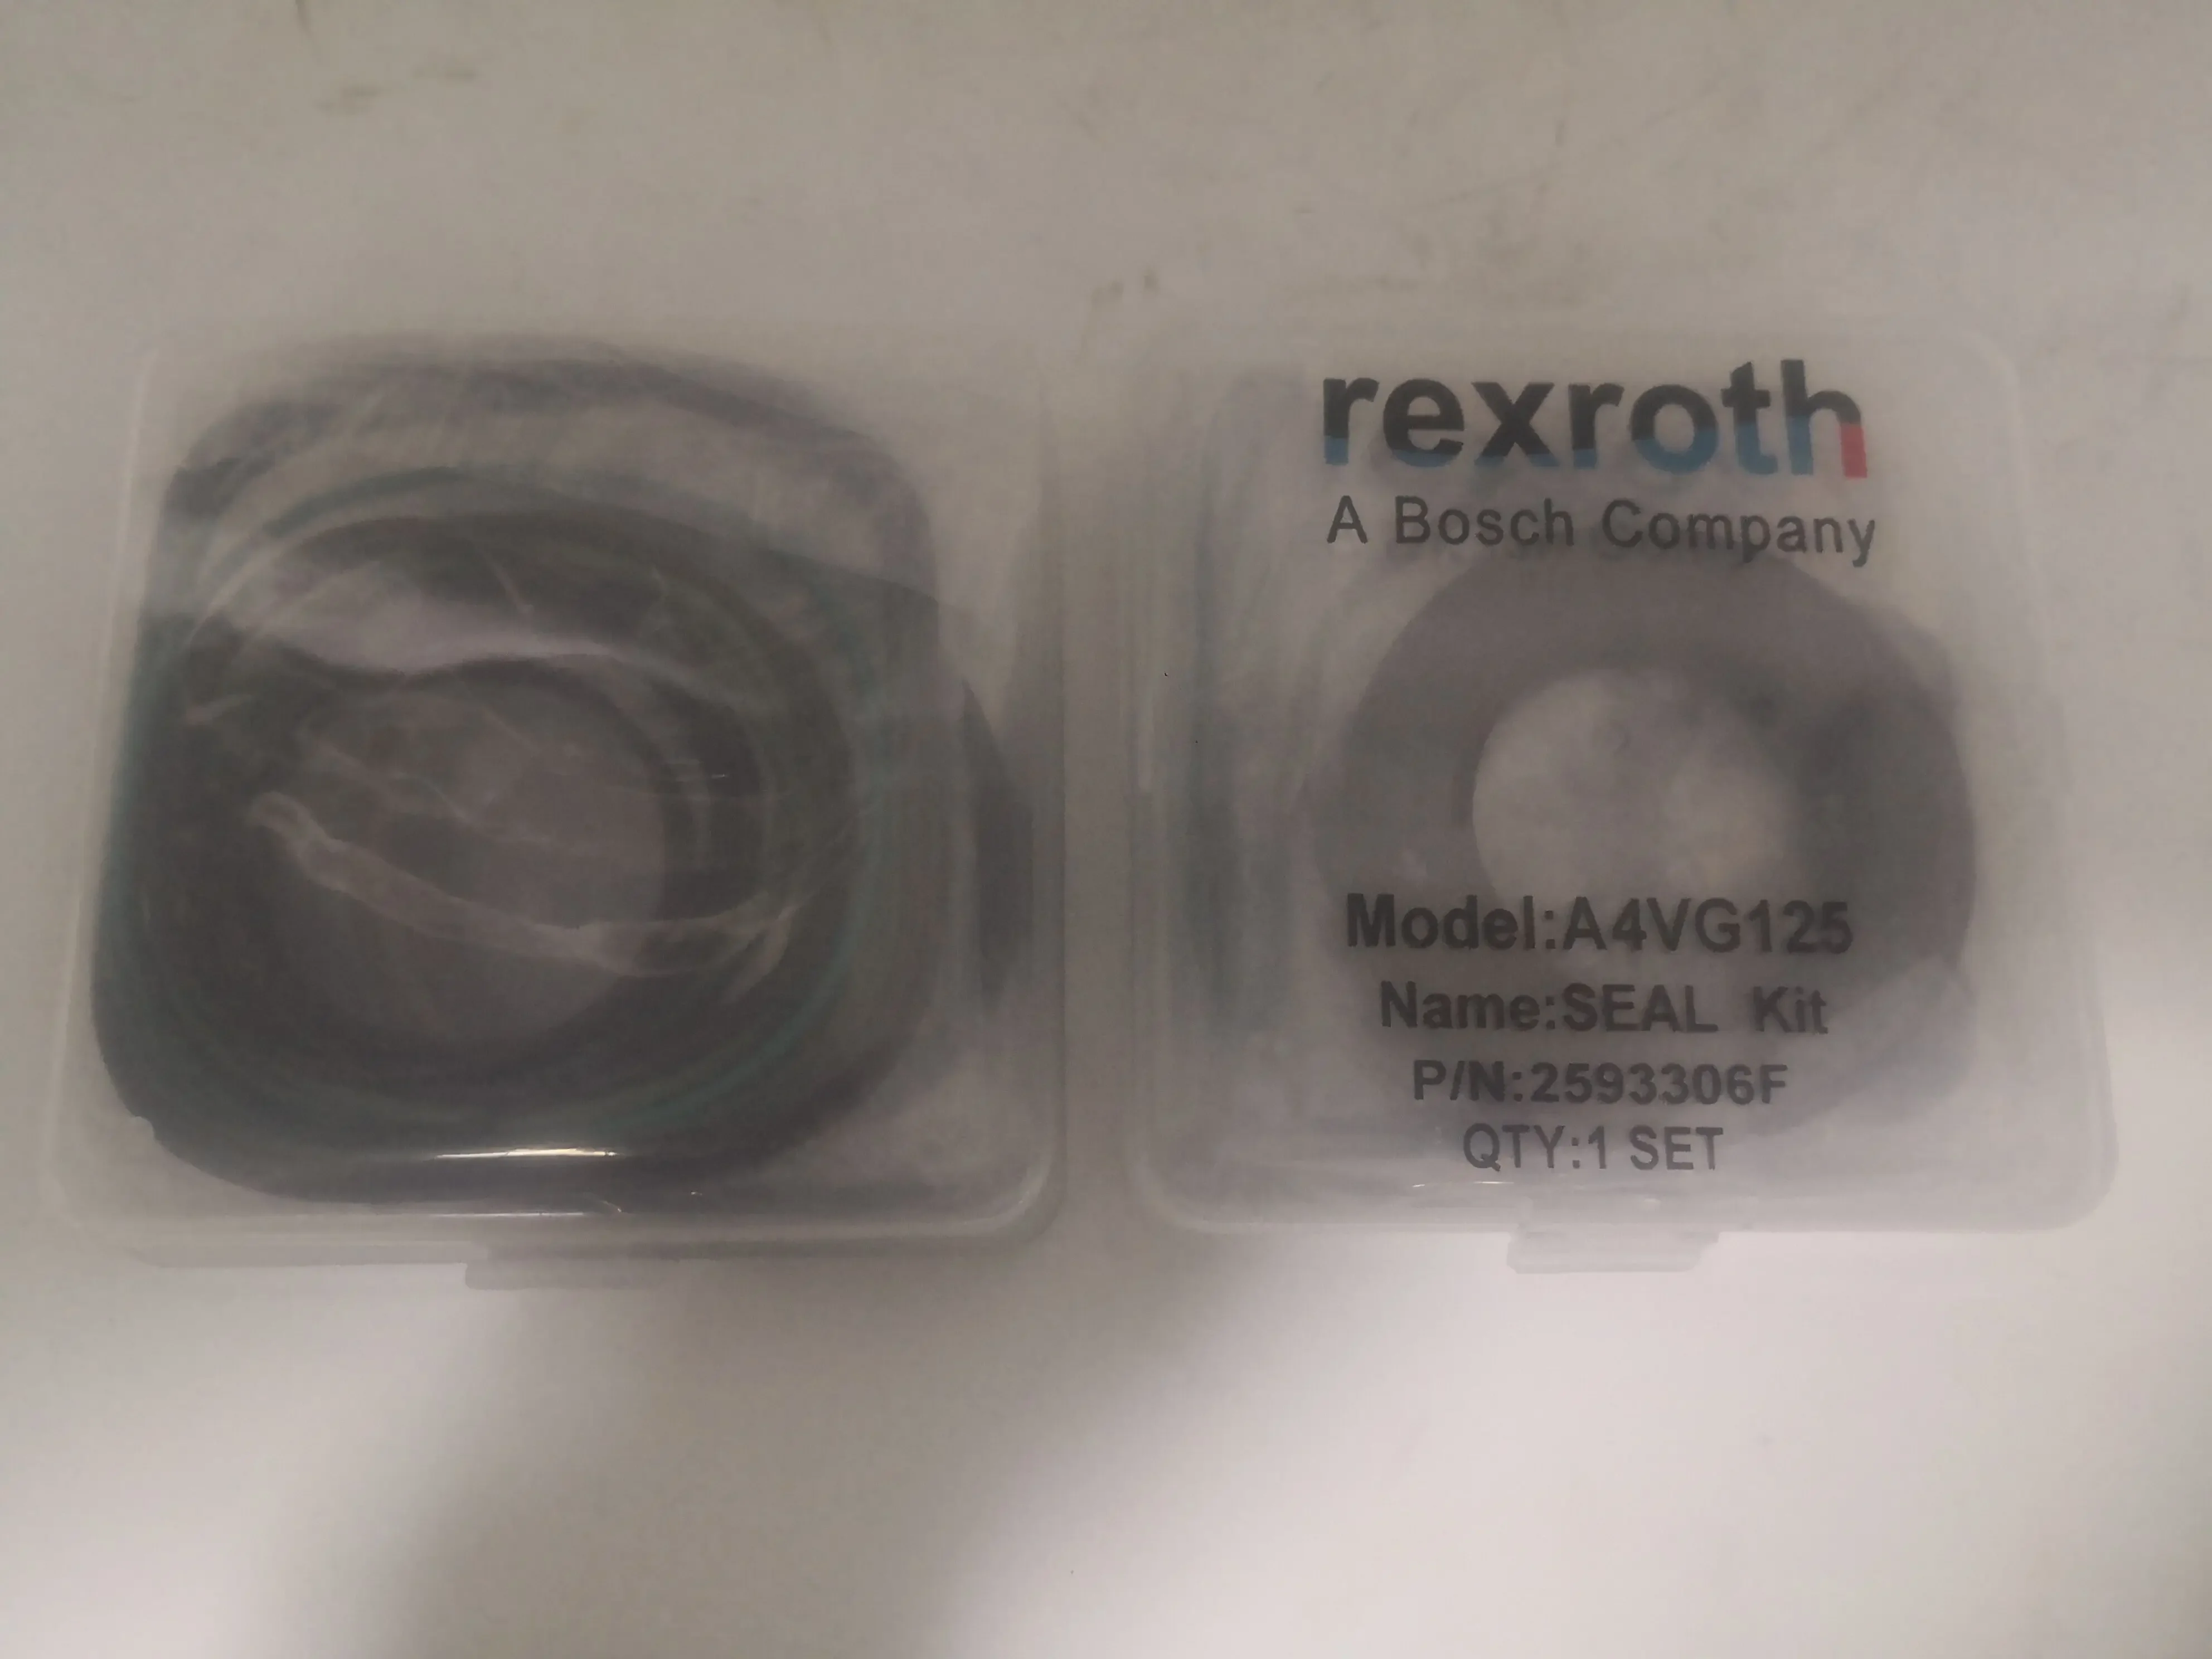 rexroth
A Bosch Company
Model:A4VG125
Name:SEAL Kit
P/N:2593306F
QTY:1 SET